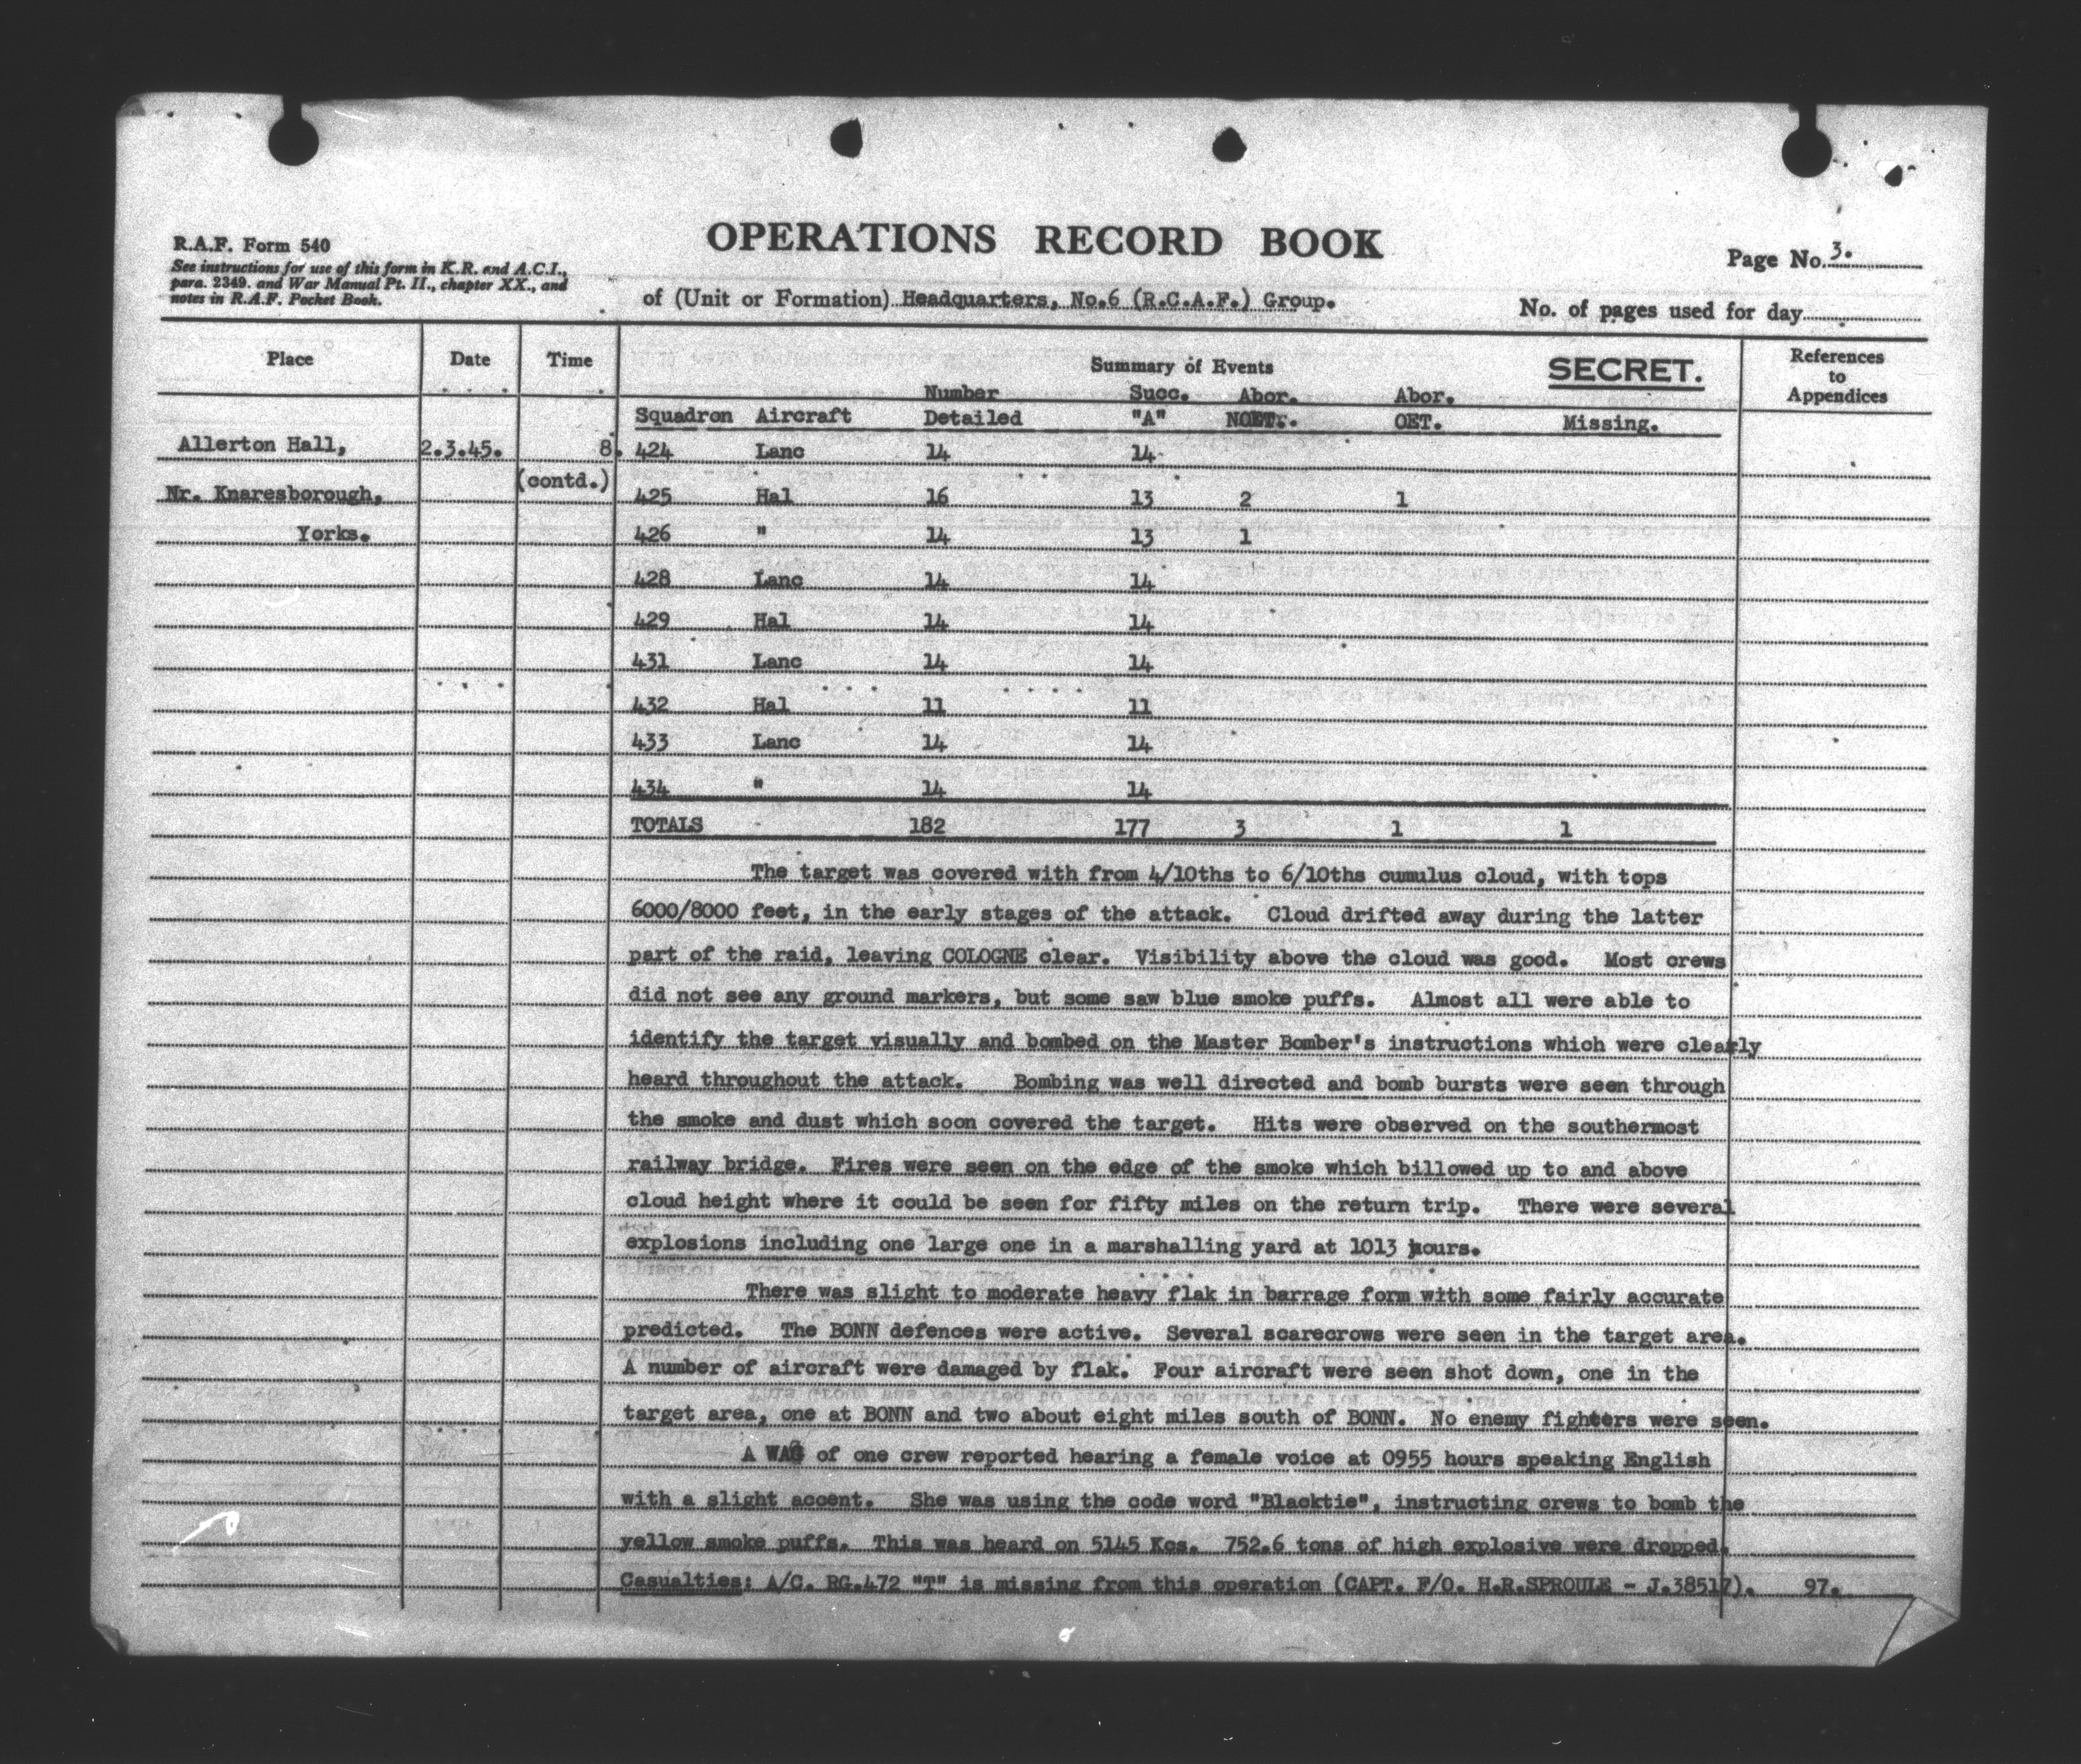 R.A.F. Form 540
See instructions for use of this form in K.R. and A.C.I.,
para. 2349. and War Manual Pt. II., chapter XX., and
notes in R.A.F. Pocket Book.
OPERATIONS RECORD BOOK
of (Unit or Formation) Headquarters, No.6 (R.C.A.F.) Group.
Page No. 3.
No. of pages used for day
Place Date Time Summary of Events SECRET. References to Appendices
Number Succ. Abor. Abor.
Squadron Aircraft Detailed "A" OET. Missing.
Allerton Hall, 2.3.45. 8. 424 Lanc 14 14
(contd.)
Nr. Knaresborough, 425 Hal 16 13 2 1
Yorks. 426 " 14 13 1
428 Lanc 14 14
429 Hal 14 14
431 Lanc 14 14
432 Hal 11 11
433 Lanc 14 14
434 " 14 14
TOTALS 182 177 3 1 1
The target was covered with from 4/10ths to 6/10ths cumulus cloud, with tops
6000/8000 feet, in the early stages of the attack. Cloud drifted away during the latter
part of the raid, leaving COLOGNE clear. Visibility above the cloud was good. Most crews
did not see any ground markers, but some saw blue smoke puffs. Almost all were able to
identify the target visually and bombed on the Master Bomber's instructions which were clearly
heard throughout the attack. Bombing was well directed and bomb bursts were seen through
the smoke and dust which soon covered the target. Hits were observed on the southermost
railway bridge. Fires were seen on the edge of the smoke which billowed up to and above
cloud height where it could be seen for fifty miles on the return trip. There were several
explosions including one large one in a marshalling yard at 1013 hours.
There was slight to moderate heavy flak in barrage form with some fairly accurate
predicted. The BONN defences were active. Several scarecrows were seen in the target area.
A number of aircraft were damaged by flak. Four aircraft were seen shot down, one in the
target area, one at BONN and two about eight miles south of BONN. No enemy fighters were seen.
A WAG of one crew reported hearing a female voice at 0955 hours speaking English
with a slight accent. She was using the code word "Blacktie", instructing crews to bomb the
yellow smoke puffs. This was heard on 5145 Kcs. 752.6 tons of high explosive were dropped.
Casualties: A/C. RG.472 "T" is missing from this operation (CAPT. F/O. H.R.SPROULE - J.38517). 97.